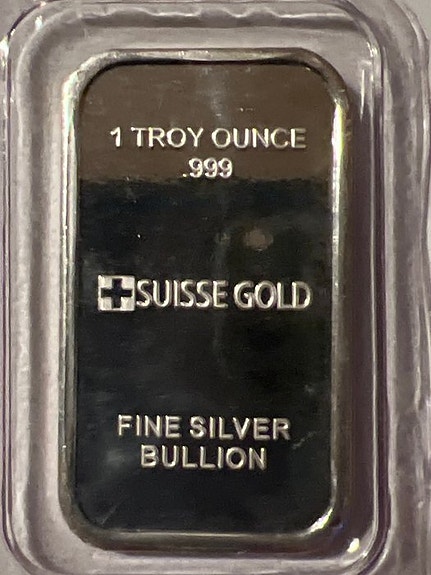 1 TROY OUNCE
.999
SUISSE GOLD
FINE SILVER
BULLION